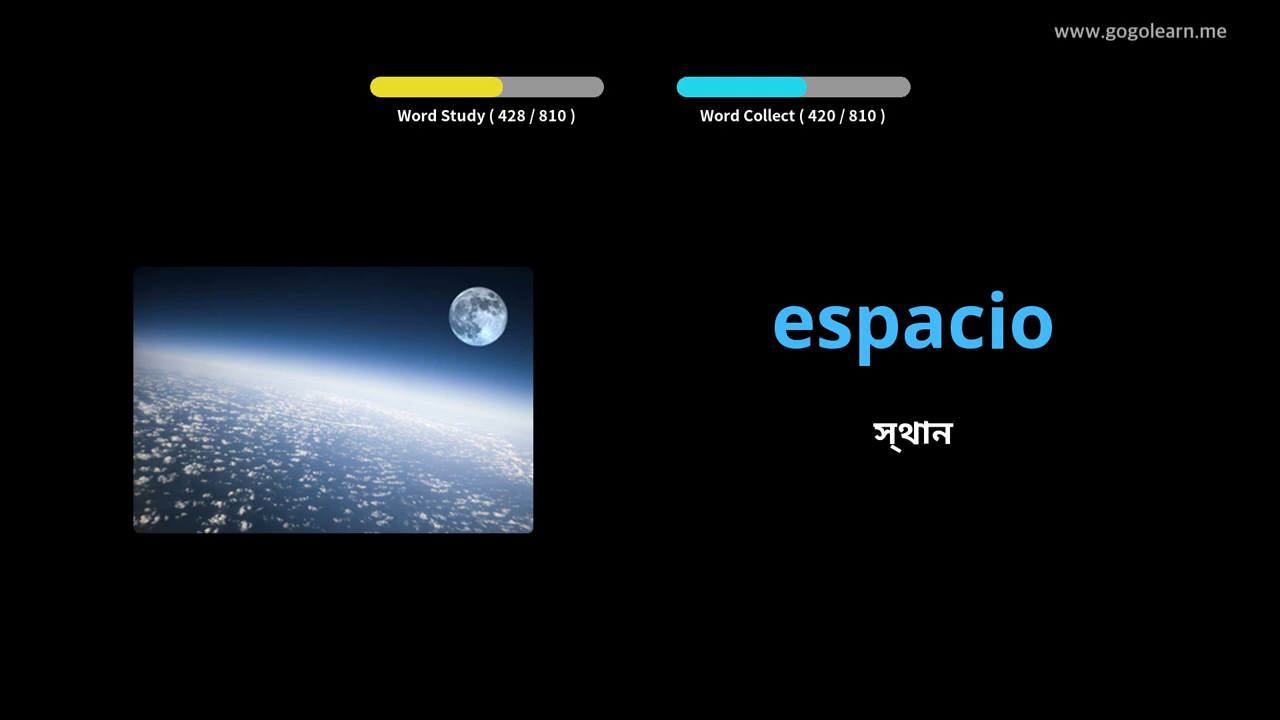 www.gogolearn.me
Word Study ( 428 / 810 )
Word Collect ( 420 / 810 )
espacio
স্থান